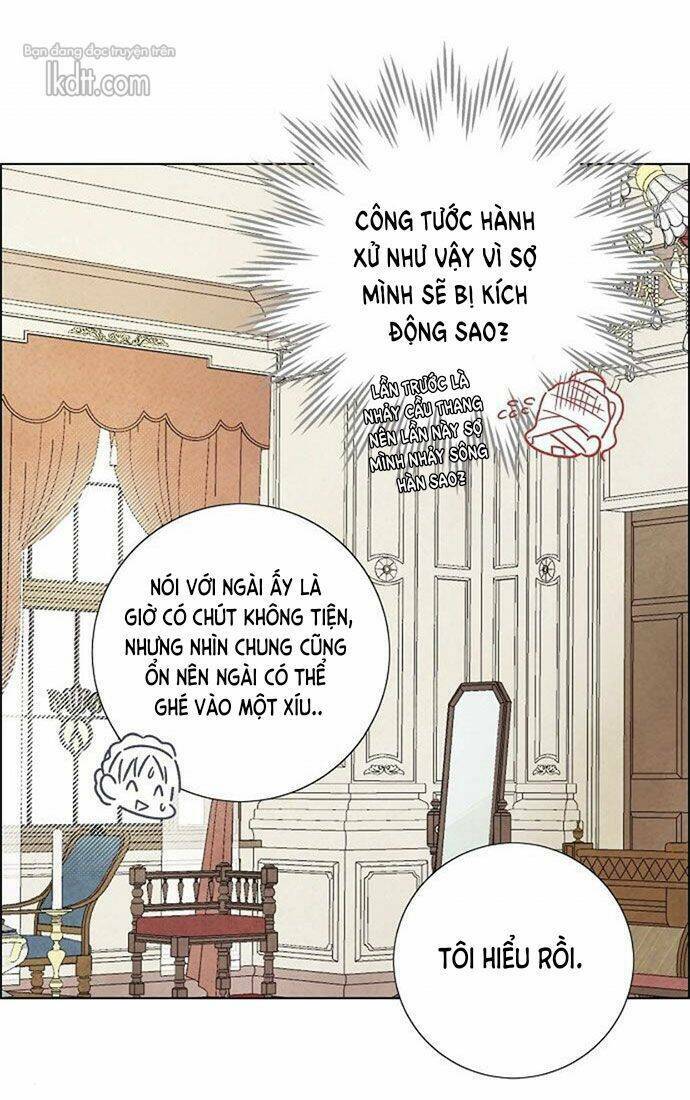 Bạn đang đọc truyện trên
lkdtt.com
CÔNG TƯỚC HÀNH
XỬ NHƯ VẬY VÌ SỢ
MÌNH SẼ BỊ KÍCH
ĐỘNG SAO?
LẦN TRƯỚC LÀ
NHẢY CẦU THANG
NÊN LẦN NÀY SỢ
MÌNH NHẢY SÔNG
HÀN SAO?
NÓI VỚI NGÀI ẤY LÀ
GIỜ CÓ CHÚT KHÔNG TIỆN,
NHƯNG NHÌN CHUNG CŨNG
ỔN NÊN NGÀI CÓ THỂ
GHÉ VÀO MỘT XÍU..
TÔI HIỂU RỒI.